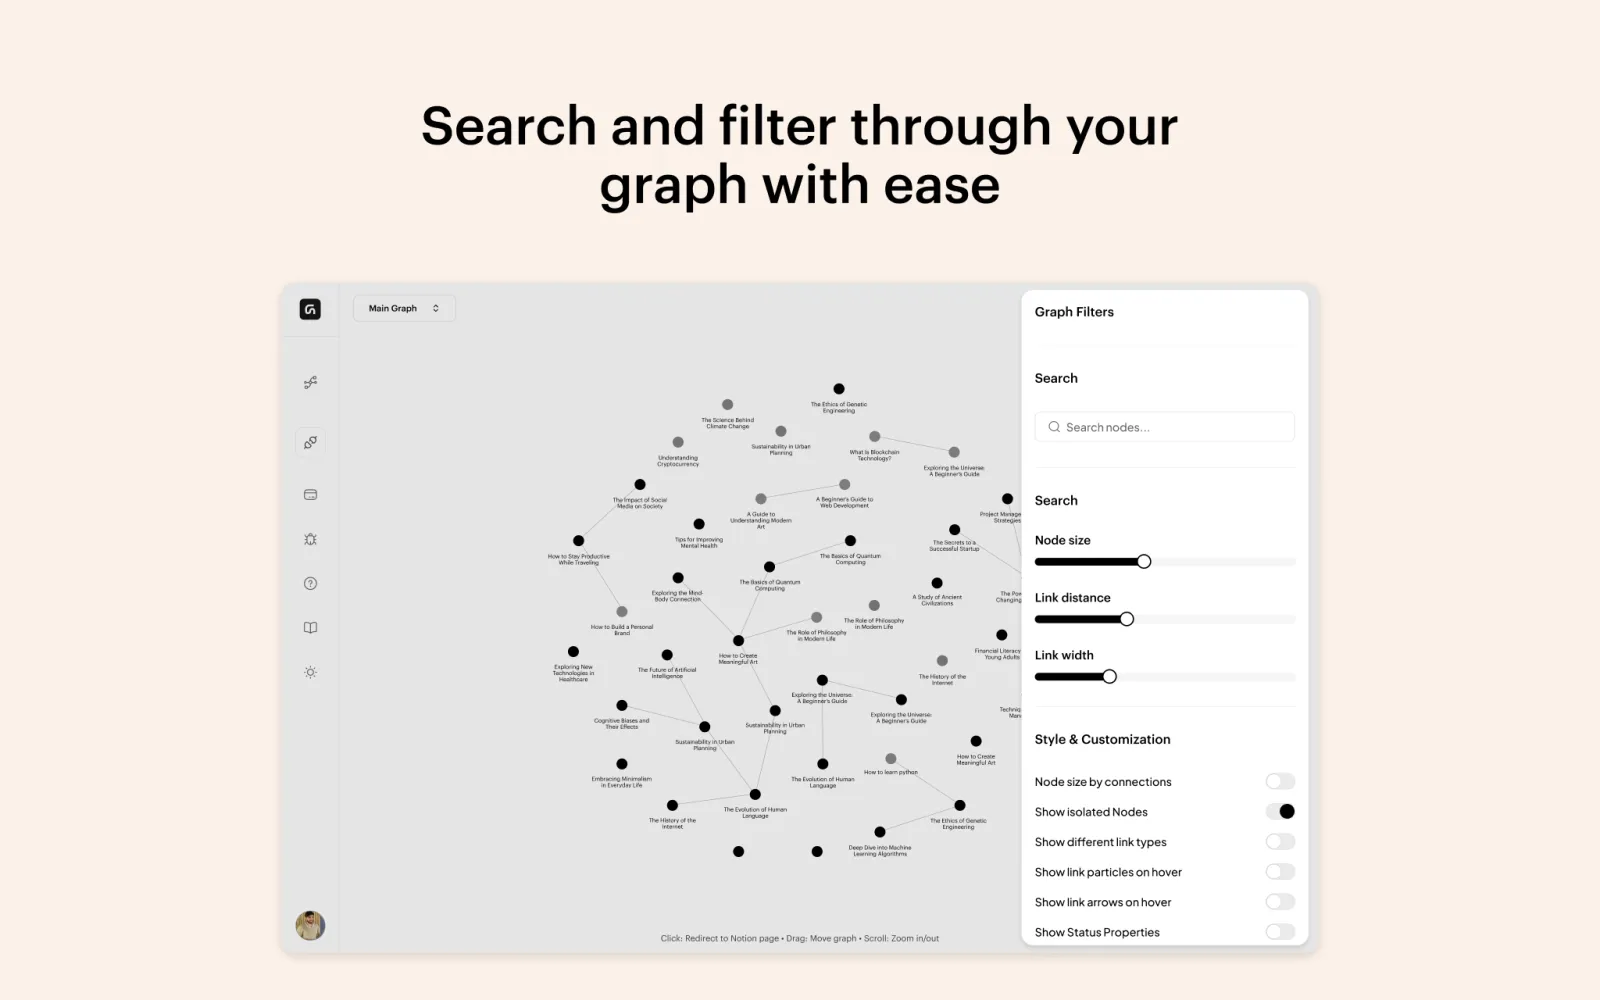 Search and filter through your
graph with ease
Main Graph
The Ethics of Genetic
Engineering
The Science Behind
Climate Change
Sustainability in Urban
Planning
What Is Blockchain
Technology?
Understanding
Cryptocurrency
Exploring the Universe:
A Beginner's Guide
The Impact of Social
Media on Society
A Guide to
Understanding Modern
Art
A Beginner's Guide to
Web Development
Project Manage
Strategies
Tips for Improving
Mental Health
The Secrets to a
Successful Startup
How to Stay Productive
While Traveling
The Basics of Quantum
Computing
The Basics of Quantum
Computing
Exploring the Mind-
Body Connection
A Study of Ancient
Civilizations
The Po
Changing
How to Build a Personal
Brand
The Role of Philosophy
in Modern Life
The Role of Philosophy
in Modern Life
How to Create
Meaningful Art
Financial Literacy
Young Adults
Exploring New
Technologies in
Healthcare
The Future of Artificial
Intelligence
The History of the
Internet
Exploring the Universe:
A Beginner's Guide
Cognitive Biases and
Their Effects
Sustainability in Urban
Planning
Exploring the Universe:
A Beginner's Guide
Techniq
Man
Sustainability in Urban
Planning
How to Create
Meaningful Art
Embracing Minimalism
in Everyday Life
The Evolution of Human
Language
How to learn python
The History of the
Internet
The Evolution of Human
Language
The Ethics of Genetic
Engineering
Deep Dive into Machine
Learning Algorithms
Click: Redirect to Notion page • Drag: Move graph • Scroll: Zoom in/out
Graph Filters
Search
Search nodes...
Search
Node size
Link distance
Link width
Style & Customization
Node size by connections
Show isolated Nodes
Show different link types
Show link particles on hover
Show link arrows on hover
Show Status Properties